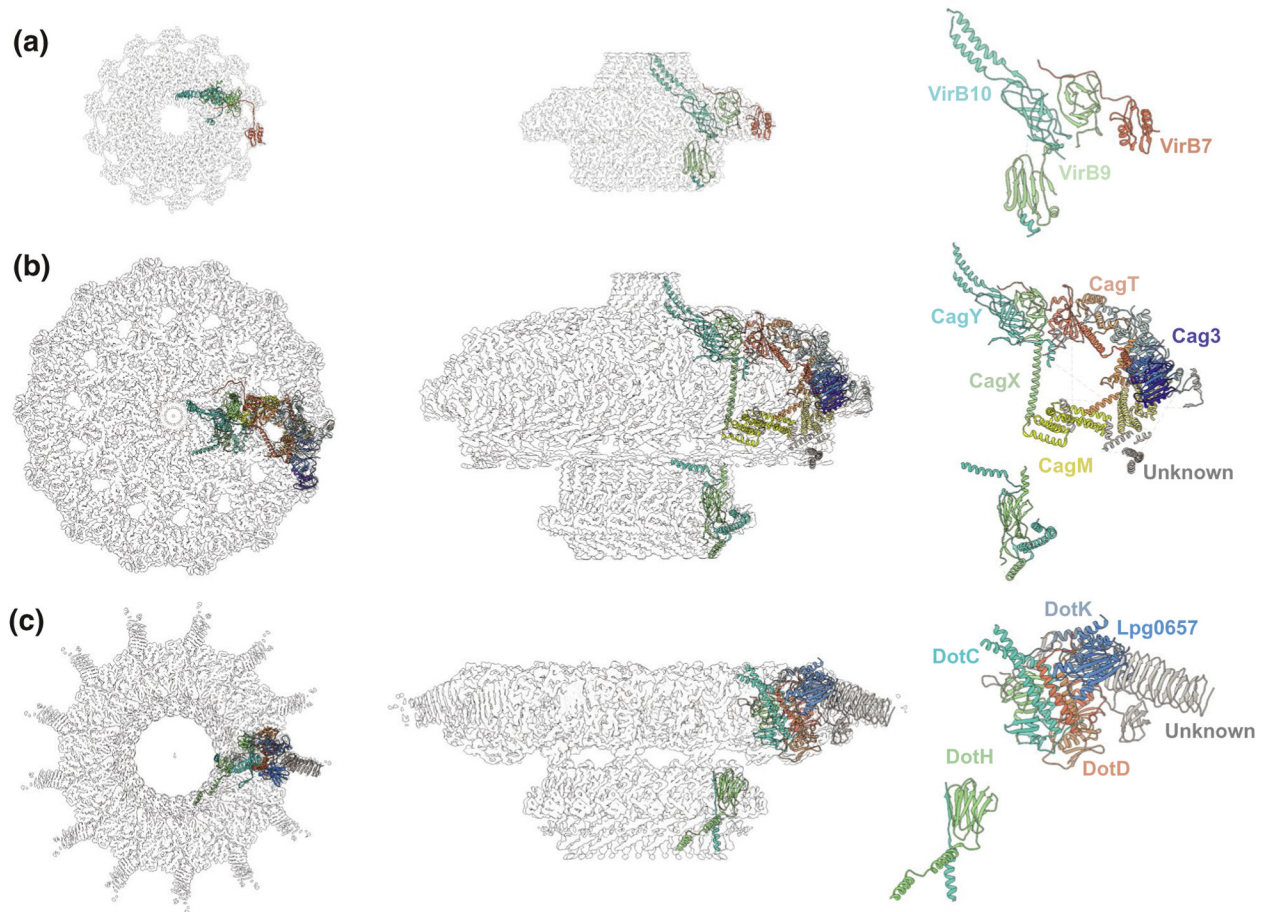 (a)
VirB10
VirB7
VirB9
(b)
CagT
CagY
Cag3
CagX
CagM
Unknown
(c)
DotK
Lpg0657
DotC
Unknown
DotH
DotD